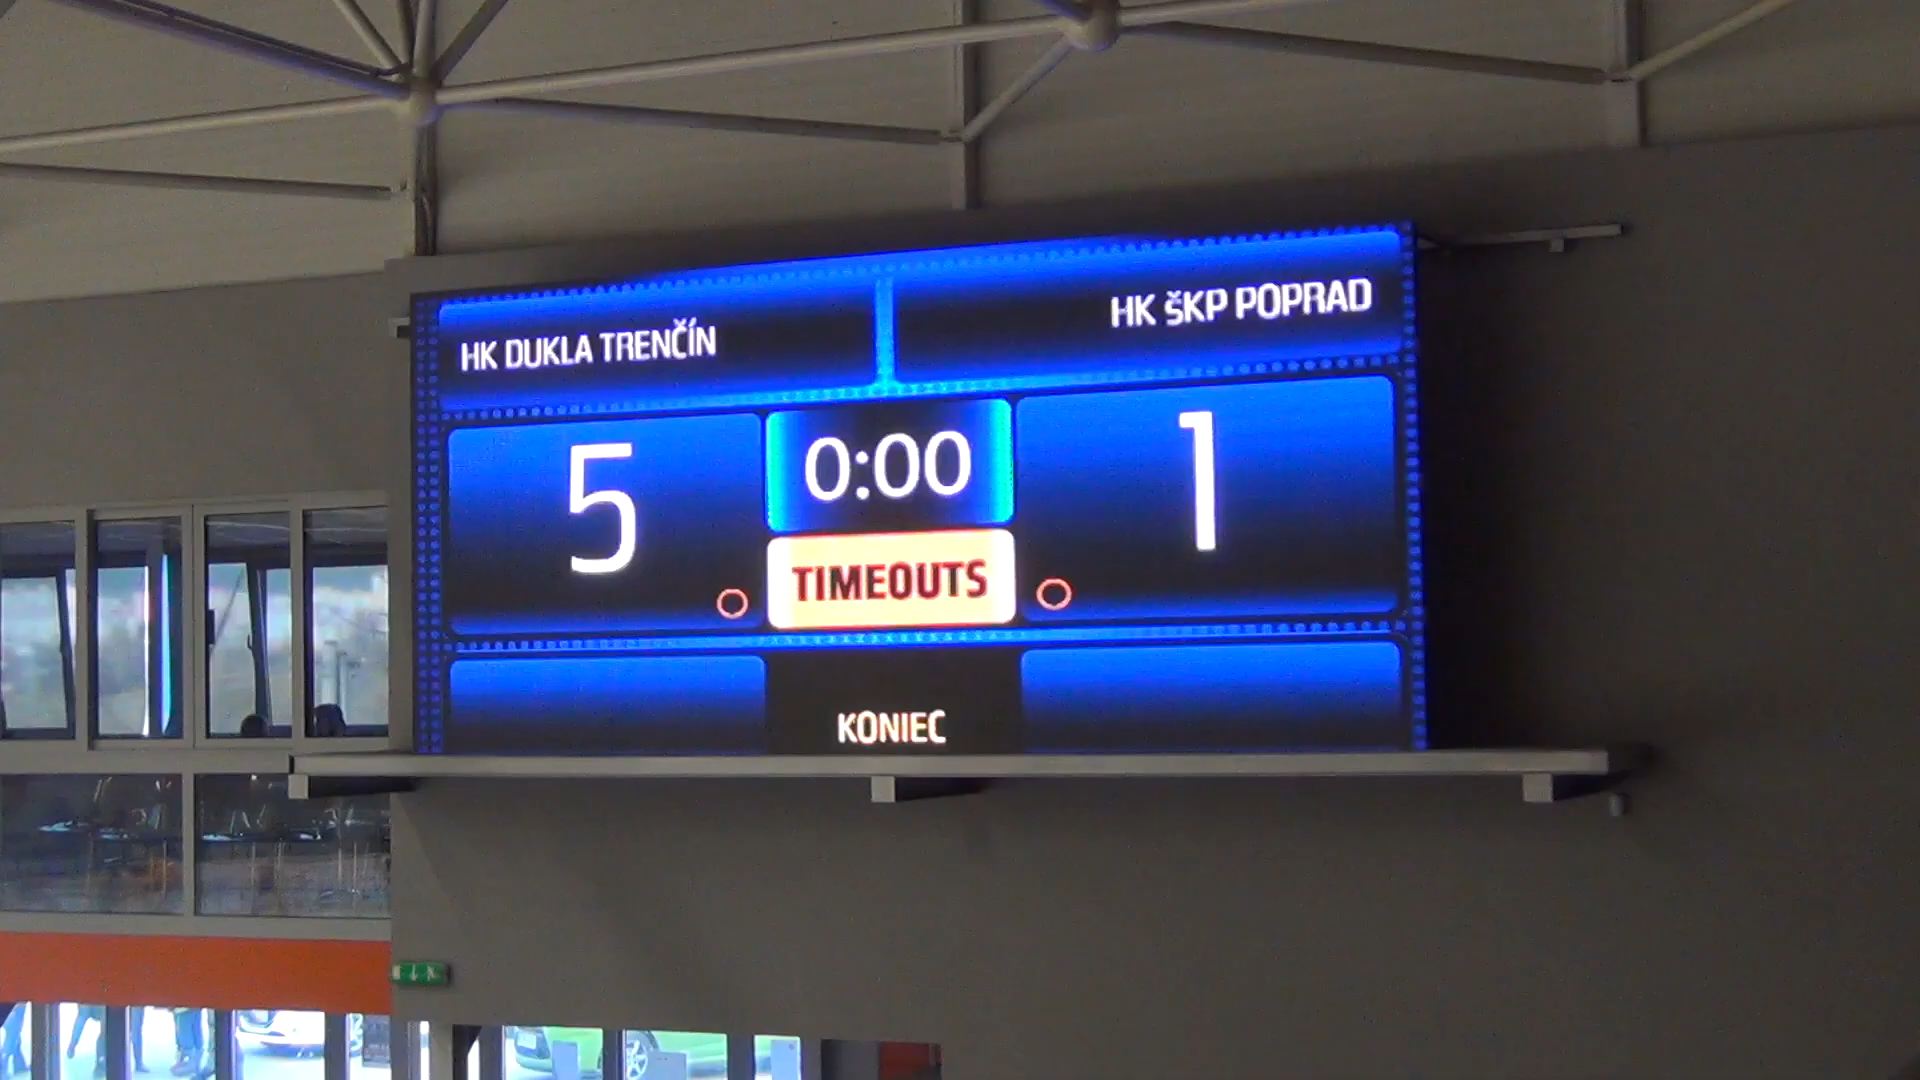 HK DUKLA TRENČÍN
HK ŠKP POPRAD
5
0:00
1
TIMEOUTS
KONIEC